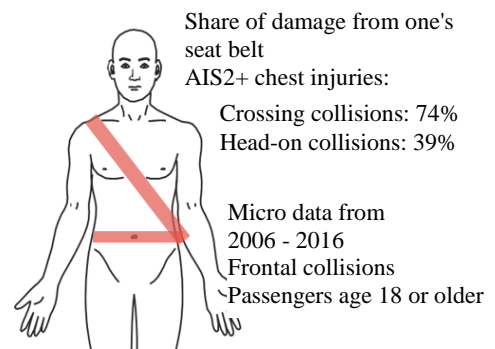 Share of damage from one's
seat belt
AIS2+ chest injuries:
Crossing collisions: 74%
Head-on collisions: 39%
Micro data from
2006 - 2016
Frontal collisions
Passengers age 18 or older